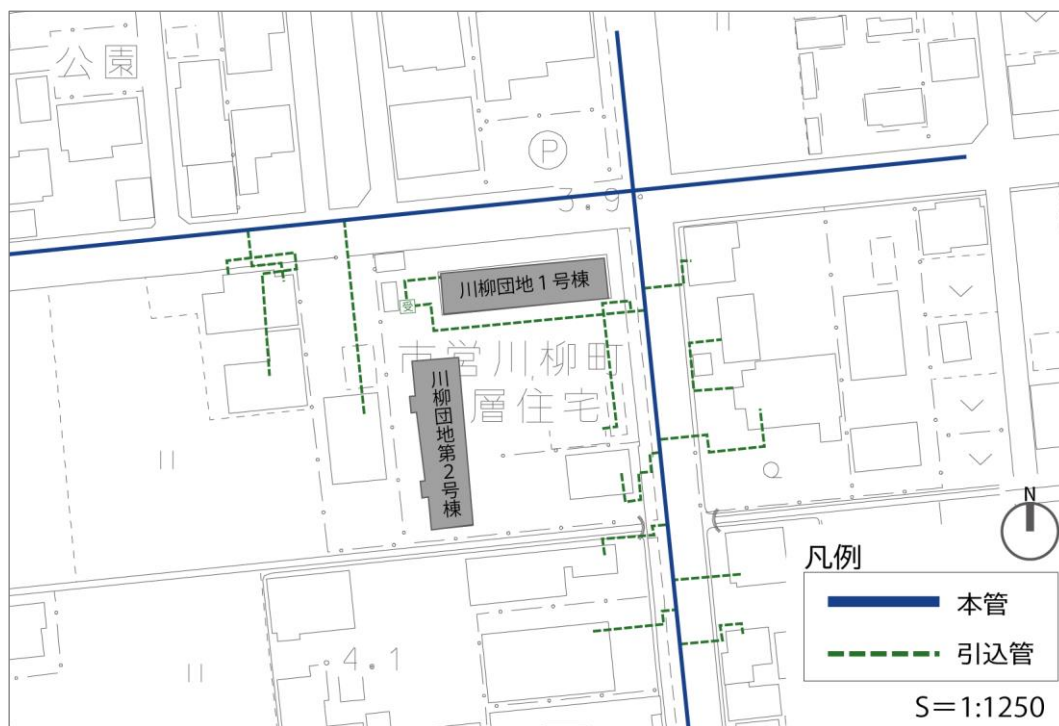 公園
P
3.9
川柳団地1号棟
受
市営川柳町
層住宅
川柳団地第2号棟
N
凡例
本管
引込管
4.1
S=1:1250